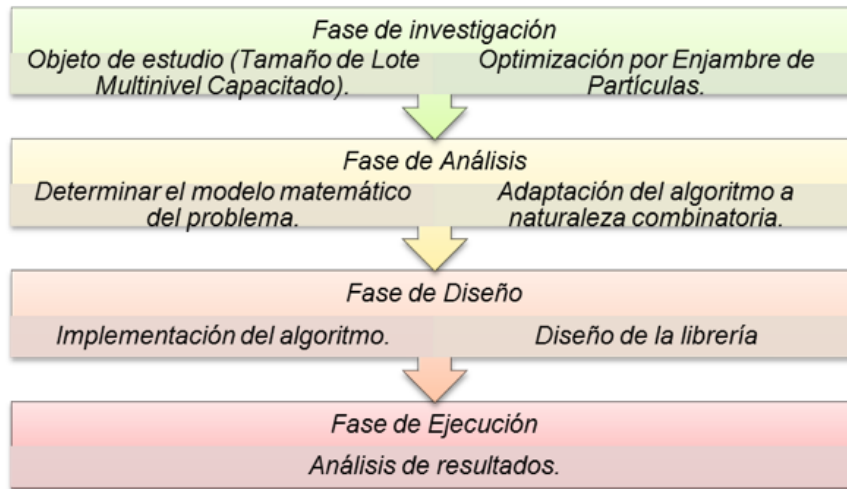 Fase de investigación
Objeto de estudio (Tamaño de Lote
Multinivel Capacitado).
Optimización por Enjambre de
Partículas.
Fase de Análisis
Determinar el modelo matemático
del problema.
Adaptación del algoritmo a
naturaleza combinatoria.
Fase de Diseño
Implementación del algoritmo.
Diseño de la librería
Fase de Ejecución
Análisis de resultados.